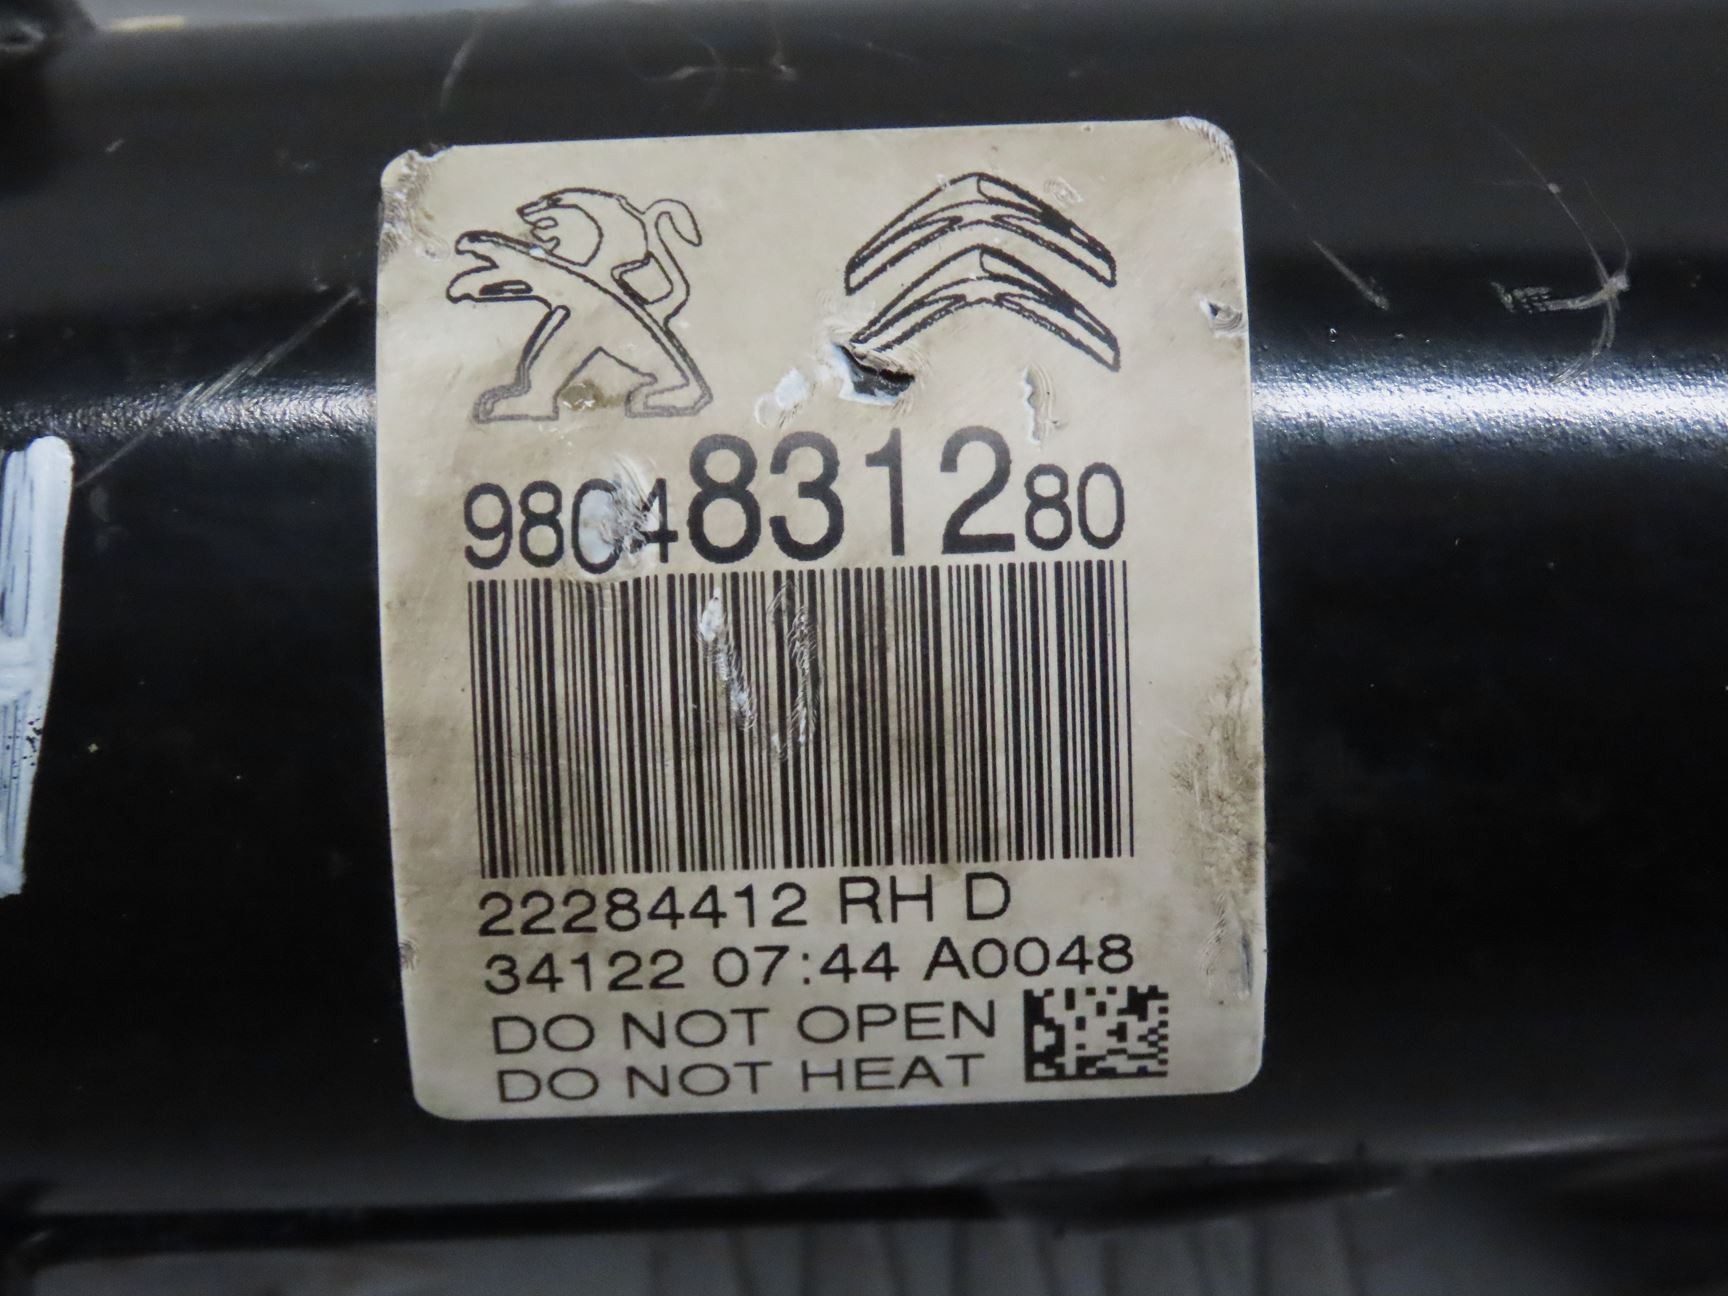 9804831280
22284412 RH D
34122 07:44 A0048
DO NOT OPEN
DO NOT HEAT